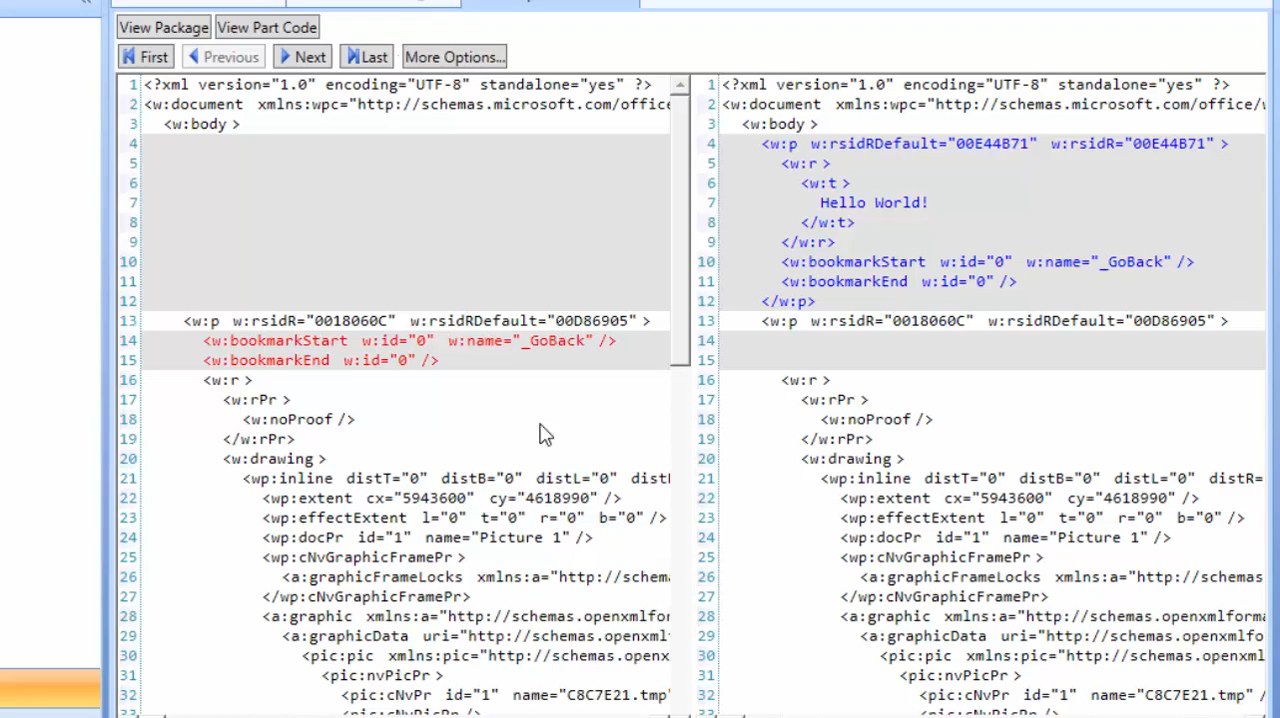 View Package View Part Code
First Previous Next Last More Options...
1 <?xml version="1.0" encoding="UTF-8" standalone="yes" ?>
2 <w:document xmlns:wpc="http://schemas.microsoft.com/office
3 <w:body >
4
5
6
7
8
9
10
11
12
13 <w:p w:rsidR="0018060C" w:rsidRDefault="00D86905" >
14 <w:bookmarkStart w:id="0" w:name="_GoBack" />
15 <w:bookmarkEnd w:id="0" />
16 <w:r >
17 <w:rPr >
18 <w:noProof />
19 </w:rPr>
20 <w:drawing >
21 <wp:inline distT="0" distB="0" distL="0"
22 <wp:extent cx="5943600" cy="4618990" />
23 <wp:effectExtent l="0" t="0" r="0" b="0" />
24 <wp:docPr id="1" name="Picture 1" />
25 <wp:cNvGraphicFramePr >
26 <a:graphicFrameLocks xmlns:a="http://schema
27 </wp:cNvGraphicFramePr>
28 <a:graphic xmlns:a="http://schemas.openxmlfor
29 <a:graphicData uri="http://schemas.openxml
30 <pic:pic xmlns:pic="http://schemas.openx
31 <pic:nvPicPr >
32 <pic:cNvPr id="1" name="C8C7E21.tmp"
1 <?xml version="1.0" encoding="UTF-8" standalone="yes" ?>
2 <w:document xmlns:wpc="http://schemas.microsoft.com/office/w
3 <w:body >
4 <w:p w:rsidRDefault="00E44B71" w:rsidR="00E44B71" >
5 <w:r >
6 <w:t >
7 Hello World!
8 </w:t>
9 </w:r>
10 <w:bookmarkStart w:id="0" w:name="_GoBack" />
11 <w:bookmarkEnd w:id="0" />
12 </w:p>
13 <w:p w:rsidR="0018060C" w:rsidRDefault="00D86905" >
14
15
16 <w:r >
17 <w:rPr >
18 <w:noProof />
19 </w:rPr>
20 <w:drawing >
21 <wp:inline distT="0" distB="0" distL="0" distR=
22 <wp:extent cx="5943600" cy="4618990" />
23 <wp:effectExtent l="0" t="0" r="0" b="0" />
24 <wp:docPr id="1" name="Picture 1" />
25 <wp:cNvGraphicFramePr >
26 <a:graphicFrameLocks xmlns:a="http://schemas
27 </wp:cNvGraphicFramePr>
28 <a:graphic xmlns:a="http://schemas.openxmlforma
29 <a:graphicData uri="http://schemas.openxmlfo
30 <pic:pic xmlns:pic="http://schemas.openxml
31 <pic:nvPicPr >
32 <pic:cNvPr id="1" name="C8C7E21.tmp" /